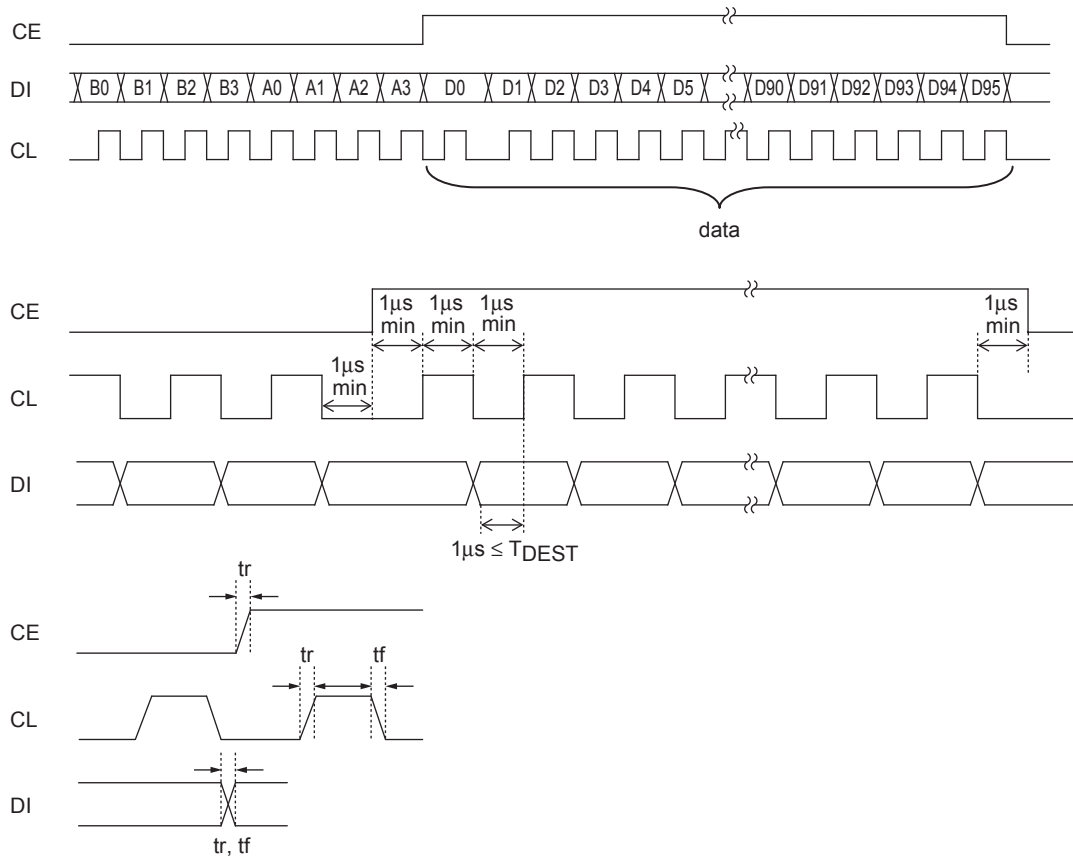 CE
DI B0 B1 B2 B3 A0 A1 A2 A3 D0 D1 D2 D3 D4 D5 D90 D91 D92 D93 D94 D95
CL
data
CE 1μs min 1μs min 1μs min 1μs min
1μs min
CL
DI
1μs ≤ TDEST
tr
CE
tr tf
CL
DI
tr, tf